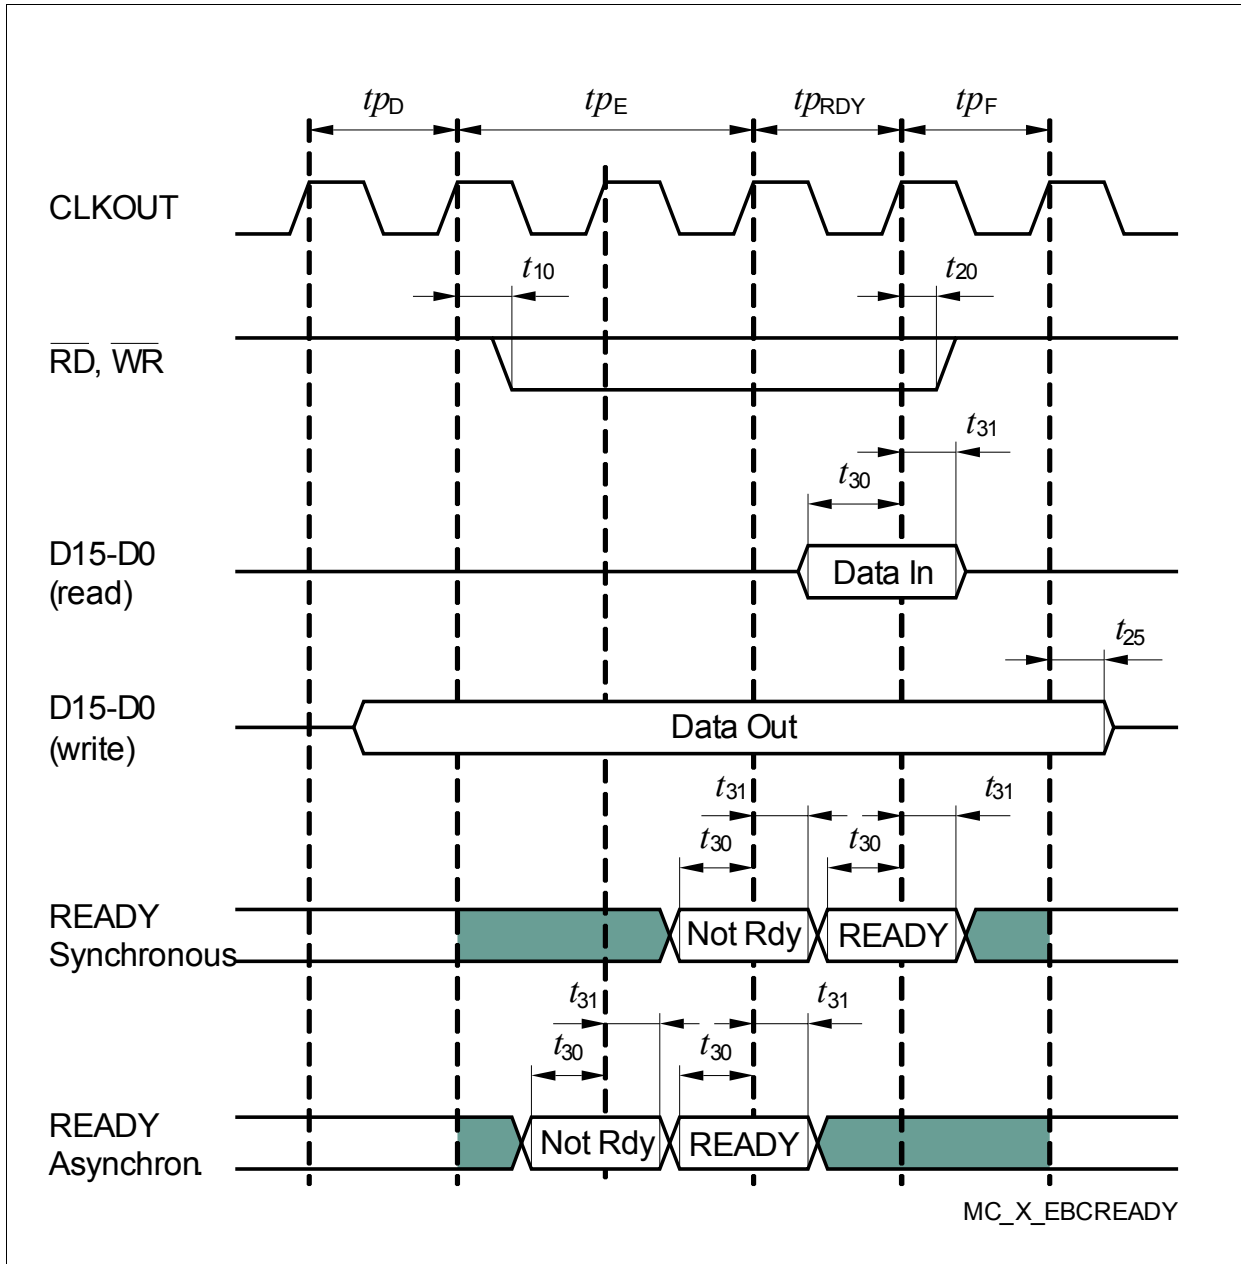 tpD tpE tpRDY tpF
CLKOUT
t10 t20
RD, WR
t31
t30
D15-D0
(read)
Data In
t25
D15-D0
(write)
Data Out
t31 t31
t30 t30
READY
Synchronous
Not Rdy READY
t31 t31
t30 t30
READY
Asynchron.
Not Rdy READY
MC_X_EBCREADY